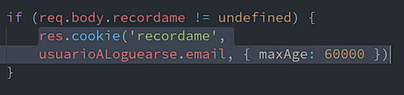 if (req.body.recordame != undefined) {
res.cookie('recordame',
usuarioALoguearse.email, { maxAge: 60000 })
}